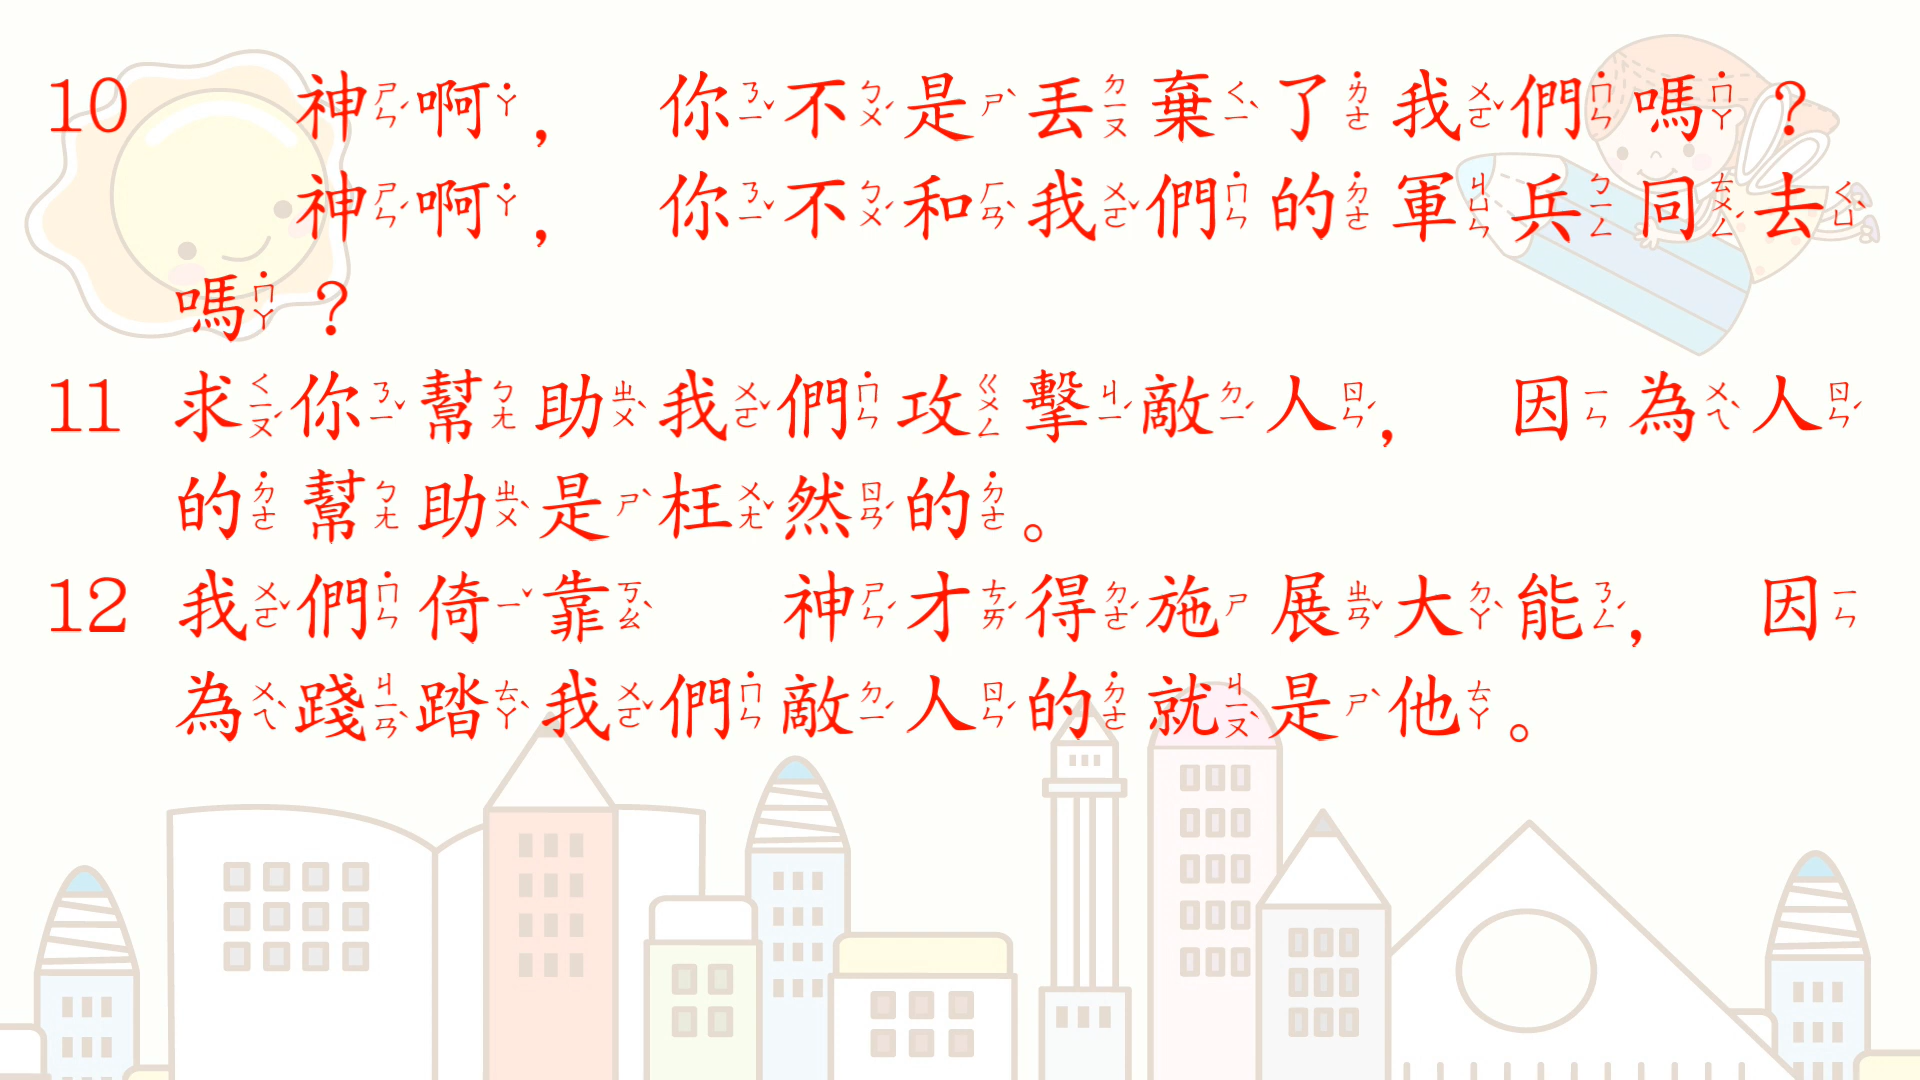 10 神啊，你不是丟棄了我們嗎？
神啊，你不和我們的軍兵同去
嗎？
11 求你幫助我們攻擊敵人，因為人
的幫助是枉然的。
12 我們倚靠 神才得施展大能，因
為踐踏我們敵人的就是他。